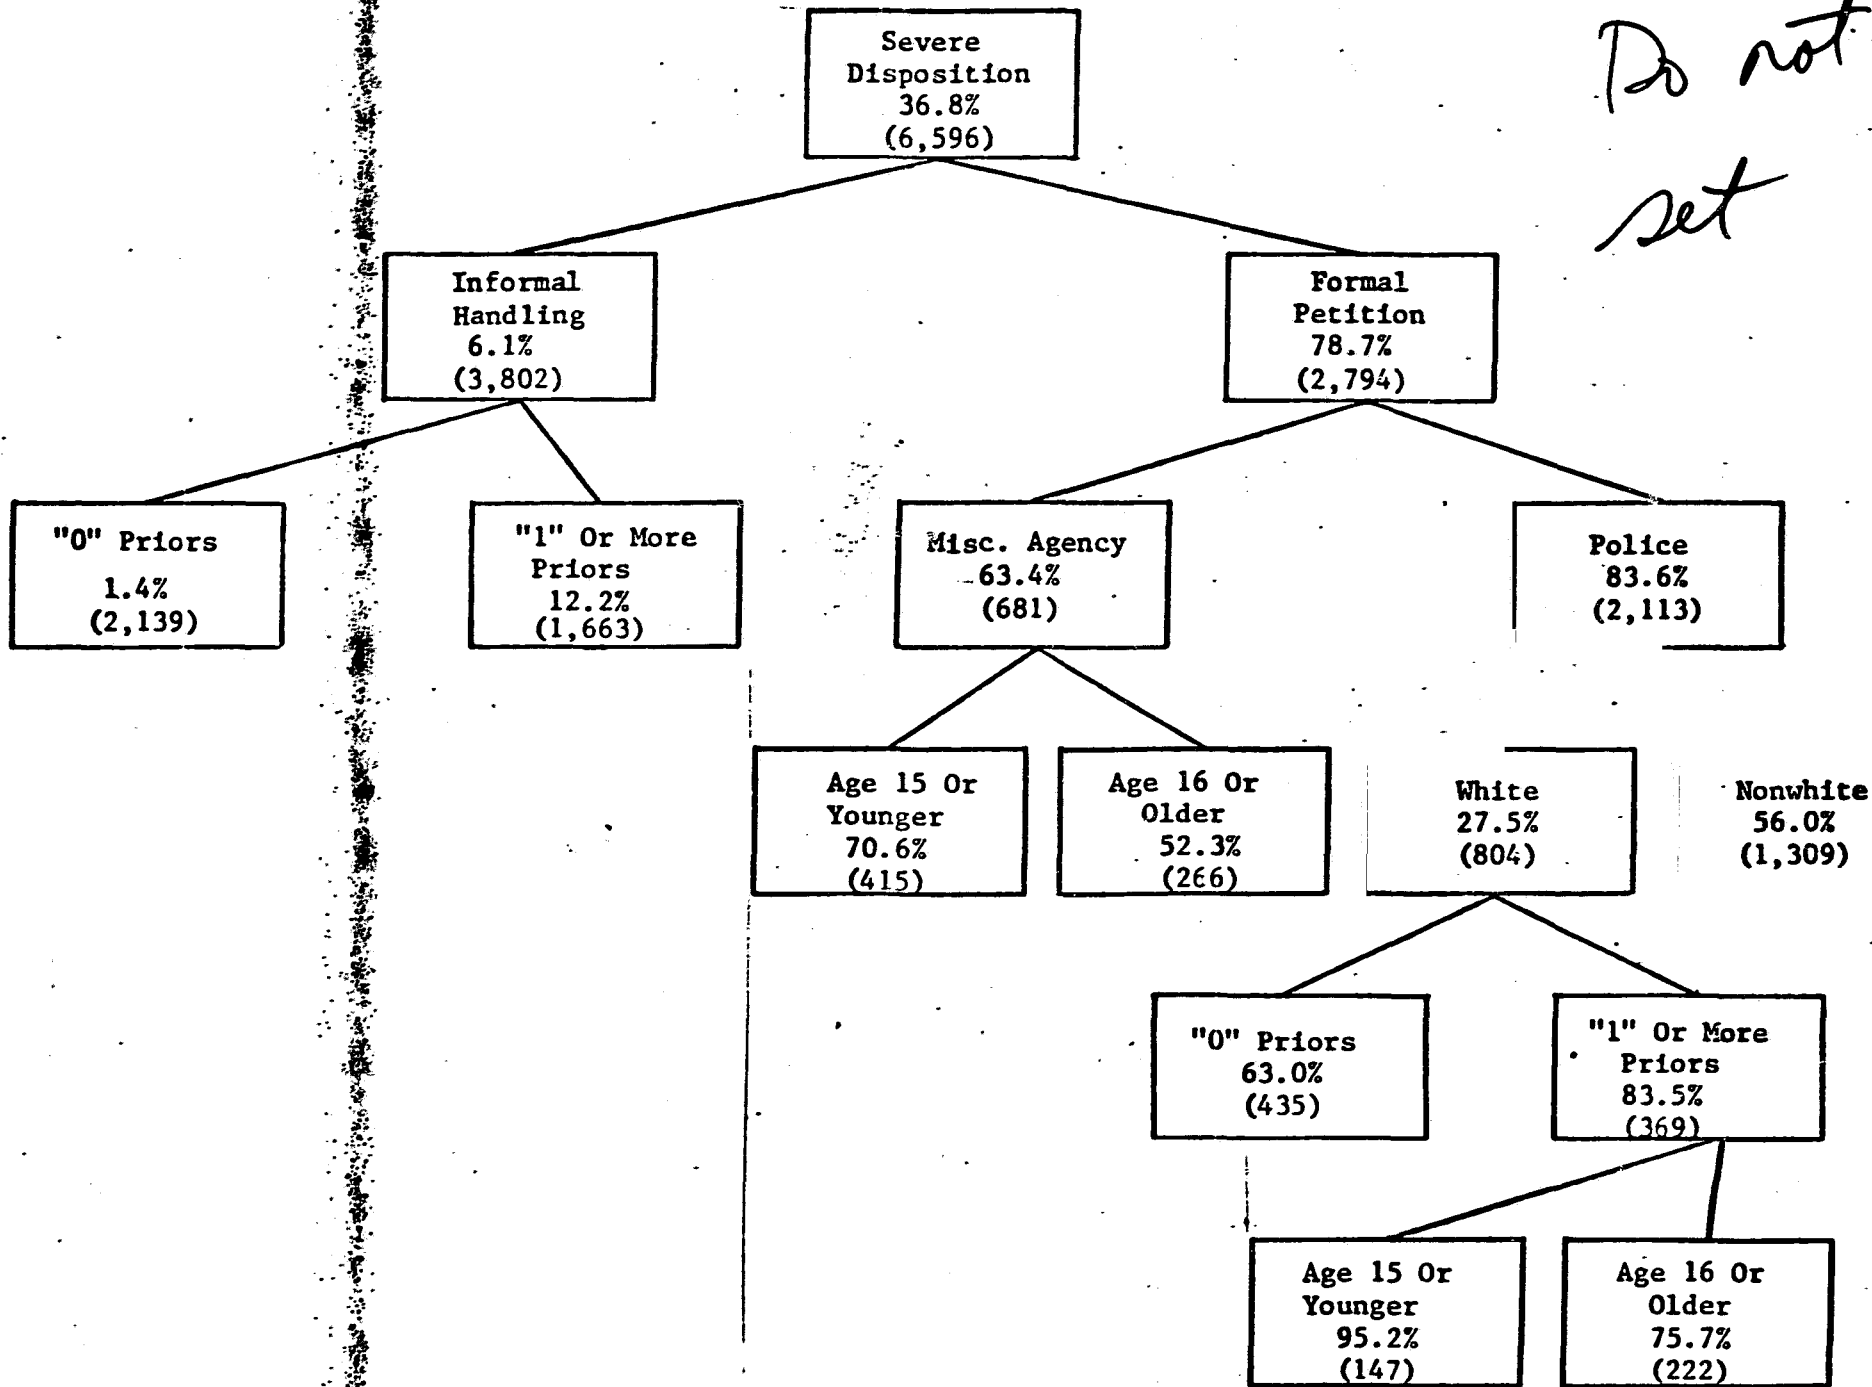 Do not
set
Severe
Disposition
36.8%
(6,596)
Informal
Handling
6.1%
(3,802)
Formal
Petition
78.7%
(2,794)
"0" Priors
1.4%
(2,139)
"1" Or More
Priors
12.2%
(1,663)
Misc. Agency
63.4%
(681)
Police
83.6%
(2,113)
Age 15 Or
Younger
70.6%
(415)
Age 16 Or
Older
52.3%
(266)
White
27.5%
(804)
Nonwhite
56.0%
(1,309)
"0" Priors
63.0%
(435)
"1" Or More
Priors
83.5%
(369)
Age 15 Or
Younger
95.2%
(147)
Age 16 Or
Older
75.7%
(222)